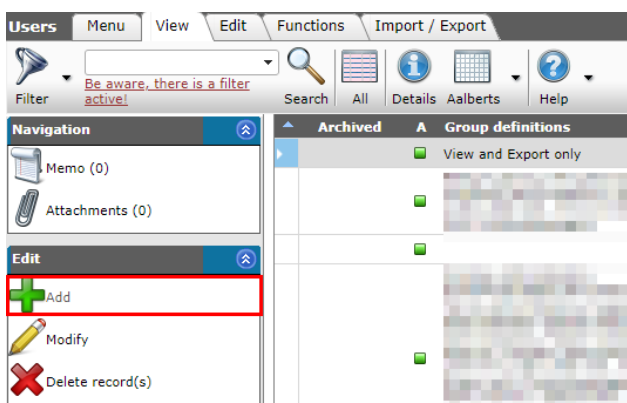 Users Menu View Edit Functions Import / Export
Be aware, there is a filter
active!
Filter Search All Details Aalberts Help
Navigation
Memo (0)
Attachments (0)
Edit
Add
Modify
Delete record(s)
Archived A Group definitions
View and Export only